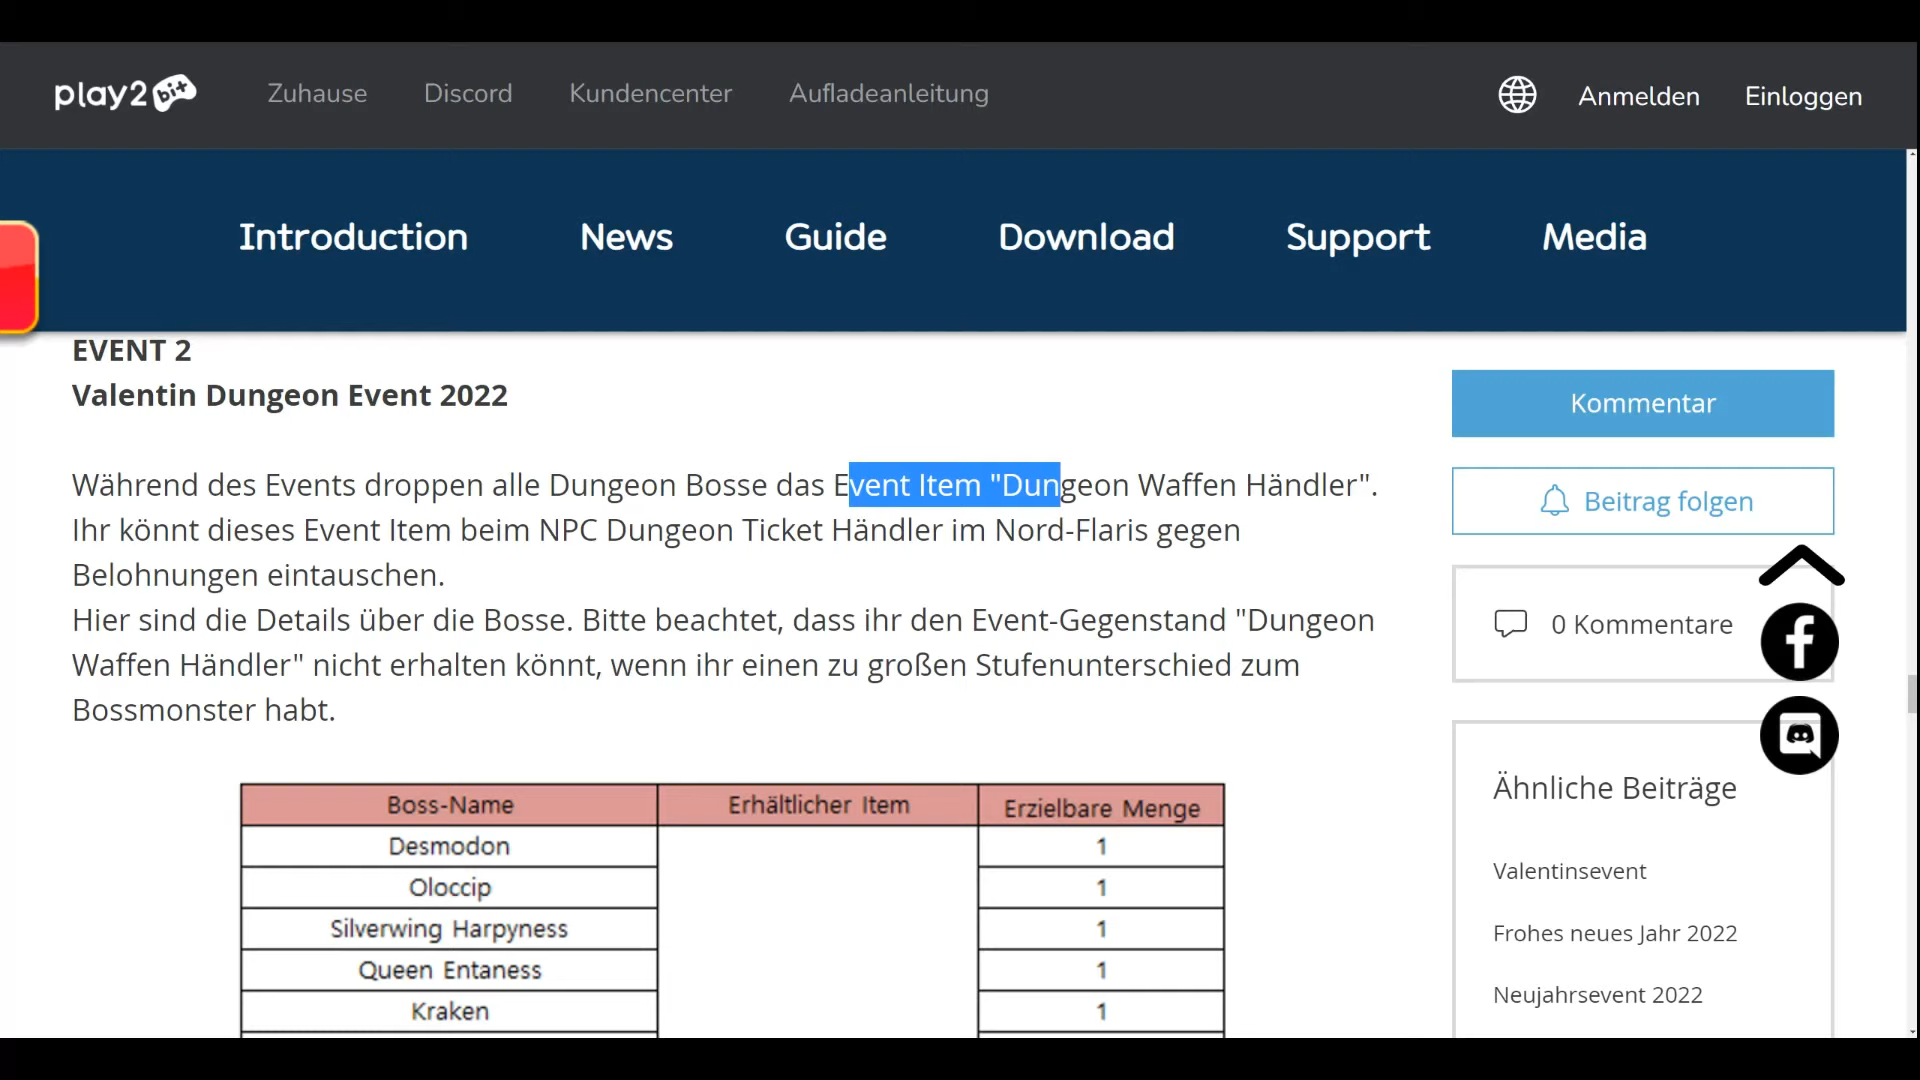 play2bit Zuhause Discord Kundencenter Aufladeanleitung Anmelden Einloggen
Introduction News Guide Download Support Media
EVENT 2
Valentin Dungeon Event 2022
Während des Events droppen alle Dungeon Bosse das Event Item "Dungeon Waffen Händler".
Ihr könnt dieses Event Item beim NPC Dungeon Ticket Händler im Nord-Flaris gegen
Belohnungen eintauschen.
Hier sind die Details über die Bosse. Bitte beachtet, dass ihr den Event-Gegenstand "Dungeon
Waffen Händler" nicht erhalten könnt, wenn ihr einen zu großen Stufenunterschied zum
Bossmonster habt.
Boss-Name Erhältlicher Item Erzielbare Menge
Desmodon 1
Oloccip 1
Silverwing Harpyness 1
Queen Entaness 1
Kraken 1
Kommentar
Beitrag folgen
0 Kommentare
Ähnliche Beiträge
Valentinsevent
Frohes neues Jahr 2022
Neujahrsevent 2022